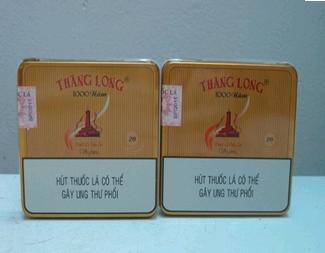 THĂNG LONG®
1000 Năm
20
HÚT THUỐC LÁ CÓ THỂ
GÂY UNG THƯ PHỔI
THĂNG LONG®
1000 Năm
20
HÚT THUỐC LÁ CÓ THỂ
GÂY UNG THƯ PHỔI